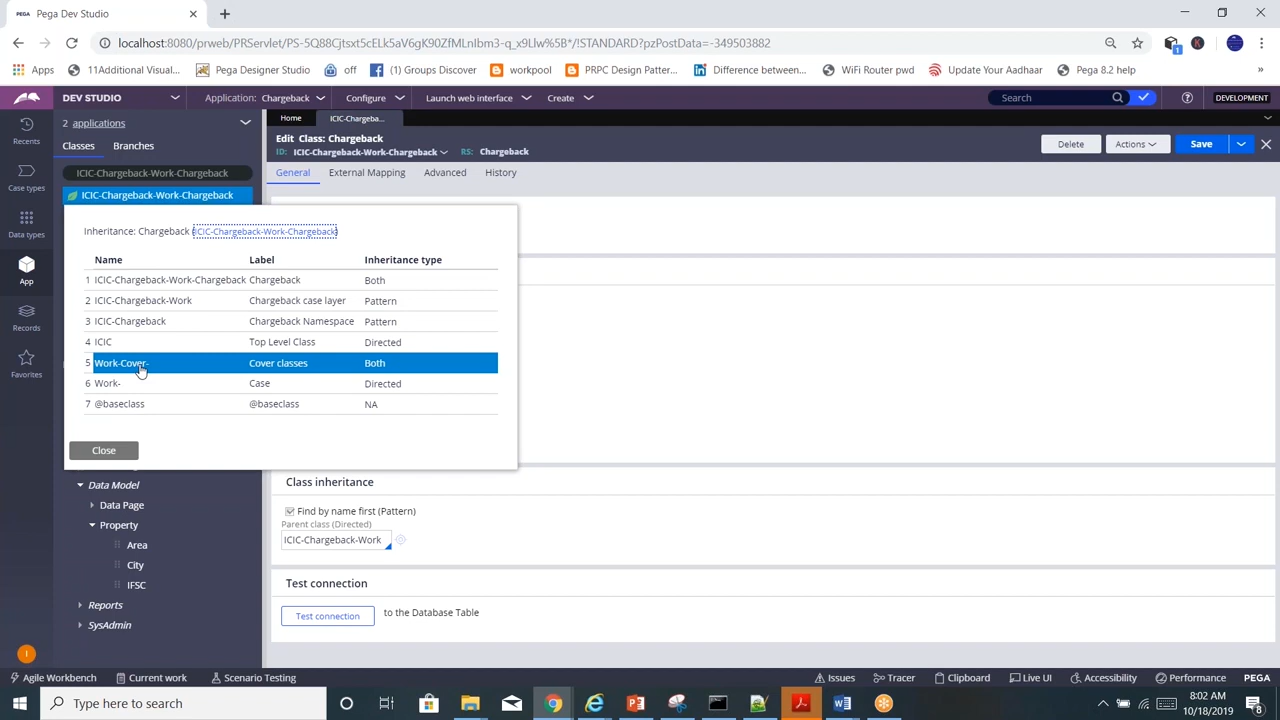 PEGA Pega Dev Studio
localhost:8080/prweb/PRServlet/PS-5Q88Cjtsxt5cELk5aV6gK90ZfMLnIbm3-q_x9Llw%5B*/!STANDARD?pzPostData=-349503882
Apps 11Additional Visual... Pega Designer Studio off (1) Groups Discover workpool PRPC Design Patter... Difference between... WiFi Router pwd Update Your Aadhaar Pega 8.2 help »
DEV STUDIO Application: Chargeback Configure Launch web interface Create Search DEVELOPMENT
2 applications
Home ICIC-Chargeba...
Recents
Classes Branches
Edit Class: Chargeback
ID: ICIC-Chargeback-Work-Chargeback RS: Chargeback
Delete Actions Save
Case types
ICIC-Chargeback-Work-Chargeback
General External Mapping Advanced History
ICIC-Chargeback-Work-Chargeback
Data types
App
Records
Favorites
Inheritance: Chargeback (ICIC-Chargeback-Work-Chargeback)
Name Label Inheritance type
1 ICIC-Chargeback-Work-Chargeback Chargeback Both
2 ICIC-Chargeback-Work Chargeback case layer Pattern
3 ICIC-Chargeback Chargeback Namespace Pattern
4 ICIC Top Level Class Directed
5 Work-Cover- Cover classes Both
6 Work- Case Directed
7 @baseclass @baseclass NA
Close
Data Model
Data Page
Property
Area
City
IFSC
Reports
SysAdmin
Class inheritance
Find by name first (Pattern)
Parent class (Directed)
ICIC-Chargeback-Work
Test connection
Test connection to the Database Table
I
Agile Workbench Current work Scenario Testing Issues Tracer Clipboard Live UI Accessibility Performance PEGA
Type here to search
8:02 AM
10/18/2019
8